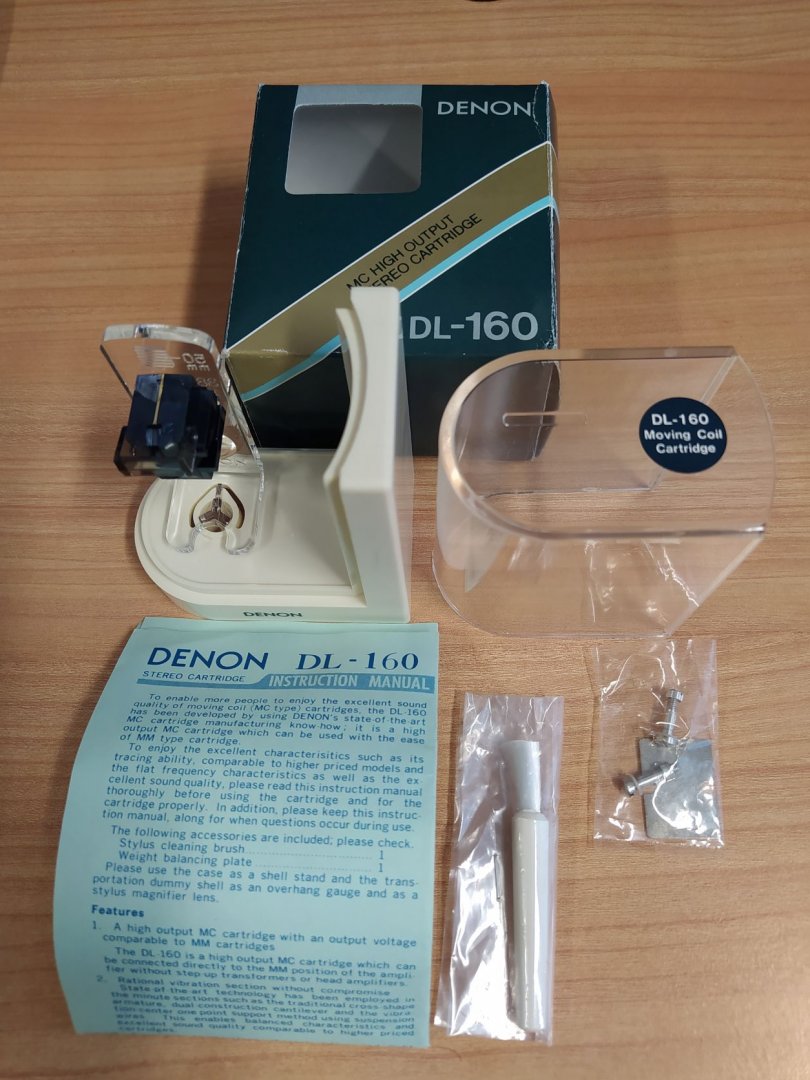 DENON
MC HIGH OUTPUT
EREO CARTRIDGE
DL-160
50
DL-160
Moving Coil
Cartridge
DENON
DENON DL-160
STEREO CARTRIDGE INSTRUCTION MANUAL
To enable more people to enjoy the excellent sound
quality of moving coil (MC type) cartridges, the DL-160
has been developed by using DENON's state-of-the-art
MC cartridge manufacturing know-how; it is a high
output MC cartridge which can be used with the ease
of MM type cartridge.
To enjoy the excellent characterisitics such as its
tracing ability, comparable to higher priced models and
the flat frequency characteristics as well as the ex-
cellent sound quality, please read this instruction manual
thoroughly before using the cartridge and for the
cartridge properly. In addition, please keep this instruc-
tion manual, along for when questions occur during use.
The following accessories are included; please check.
Stylus cleaning brush 1
Weight balancing plate 1
Please use the case as a shell stand and the trans-
portation dummy shell as an overhang gauge and as a
stylus magnifier lens.
Features
1. A high output MC cartridge with an output voltage
comparable to MM cartridges
The DL-160 is a high output MC cartridge which can
be connected directly to the MM position of the ampli-
fier without step up transformers or head amplifiers.
2. Rational vibration section without compromise
State of the art technology has been employed in
the minute sections such as the traditional cross-shape
armature, dual construction cantilever and the vibra-
tion-center one point support method using suspension
wires. This enables balanced characteristics and
excellent sound quality comparable to higher priced
cartridges.